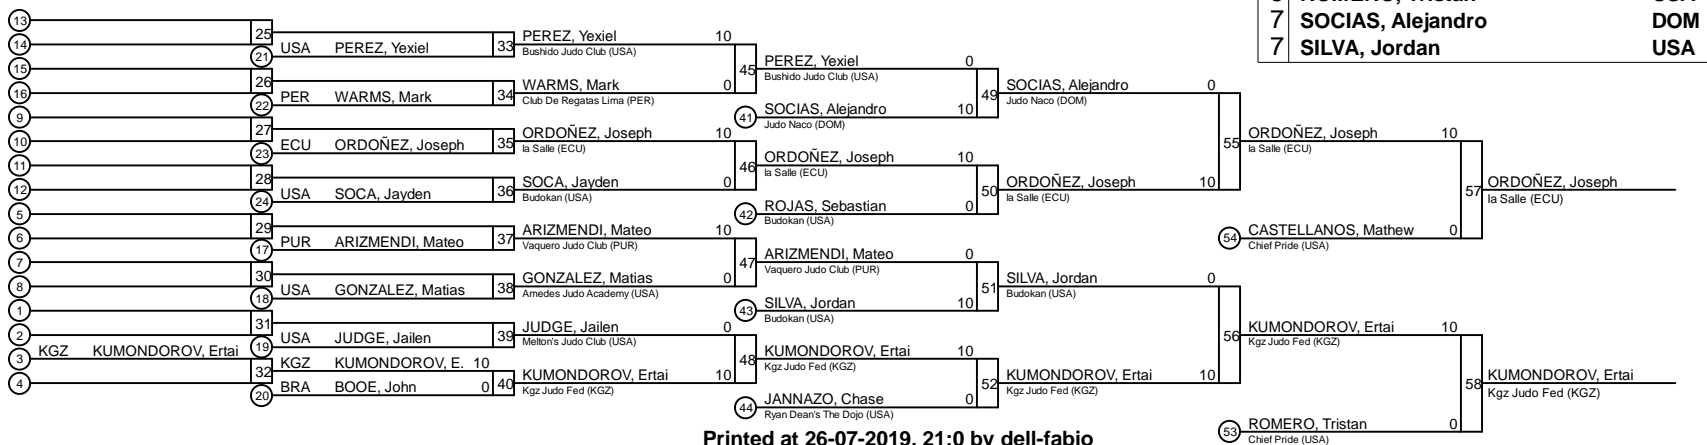 7 SOCIAS, Alejandro DOM
7 SILVA, Jordan USA
13
14
15
16
9
10
11
12
5
6
7
8
1
2
3 KGZ KUMONDOROV, Ertai
4
25
21 USA PEREZ, Yexiel
26
22 PER WARMS, Mark
27
23 ECU ORDOÑEZ, Joseph
28
24 USA SOCA, Jayden
29
17 PUR ARIZMENDI, Mateo
30
18 USA GONZALEZ, Matias
31
19 USA JUDGE, Jailen
32 KGZ KUMONDOROV, E. 10
20 BRA BOOE, John 0
33 PEREZ, Yexiel 10
Bushido Judo Club (USA)
34 WARMS, Mark 0
Club De Regatas Lima (PER)
35 ORDOÑEZ, Joseph 10
la Salle (ECU)
36 SOCA, Jayden 0
Budokan (USA)
37 ARIZMENDI, Mateo 10
Vaquero Judo Club (PUR)
38 GONZALEZ, Matias 0
Amedes Judo Academy (USA)
39 JUDGE, Jailen 0
Melton's Judo Club (USA)
40 KUMONDOROV, Ertai 10
Kgz Judo Fed (KGZ)
45 PEREZ, Yexiel 0
Bushido Judo Club (USA)
41 SOCIAS, Alejandro 10
Judo Naco (DOM)
46 ORDOÑEZ, Joseph 10
la Salle (ECU)
42 ROJAS, Sebastian 0
Budokan (USA)
47 ARIZMENDI, Mateo 0
Vaquero Judo Club (PUR)
43 SILVA, Jordan 10
Budokan (USA)
48 KUMONDOROV, Ertai 10
Kgz Judo Fed (KGZ)
44 JANNAZO, Chase 0
Ryan Dean's The Dojo (USA)
49 SOCIAS, Alejandro 0
Judo Naco (DOM)
50 ORDOÑEZ, Joseph 10
la Salle (ECU)
51 SILVA, Jordan 0
Budokan (USA)
52 KUMONDOROV, Ertai 10
Kgz Judo Fed (KGZ)
55 ORDOÑEZ, Joseph 10
la Salle (ECU)
54 CASTELLANOS, Mathew 0
Chief Pride (USA)
56 KUMONDOROV, Ertai 10
Kgz Judo Fed (KGZ)
53 ROMERO, Tristan 0
Chief Pride (USA)
57 ORDOÑEZ, Joseph
la Salle (ECU)
58 KUMONDOROV, Ertai
Kgz Judo Fed (KGZ)
Printed at 26-07-2019, 21:0 by dell-fabio